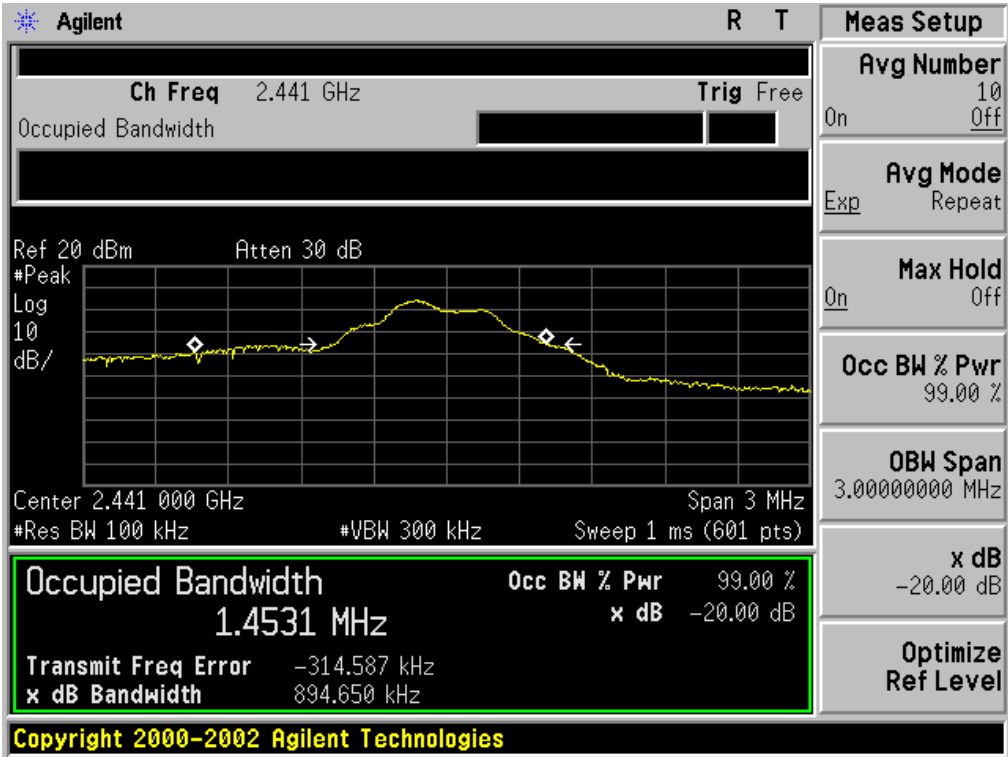 Agilent R T
Ch Freq 2.441 GHz Trig Free
Occupied Bandwidth
Ref 20 dBm Atten 30 dB
#Peak
Log
10
dB/
Center 2.441 000 GHz Span 3 MHz
#Res BW 100 kHz #VBW 300 kHz Sweep 1 ms (601 pts)
Occupied Bandwidth
1.4531 MHz
Occ BW % Pwr 99.00 %
x dB -20.00 dB
Transmit Freq Error -314.587 kHz
x dB Bandwidth 894.650 kHz
Copyright 2000-2002 Agilent Technologies
Meas Setup
Avg Number
10
On Off
Avg Mode
Exp Repeat
Max Hold
On Off
Occ BW % Pwr
99.00 %
OBW Span
3.00000000 MHz
x dB
-20.00 dB
Optimize
Ref Level